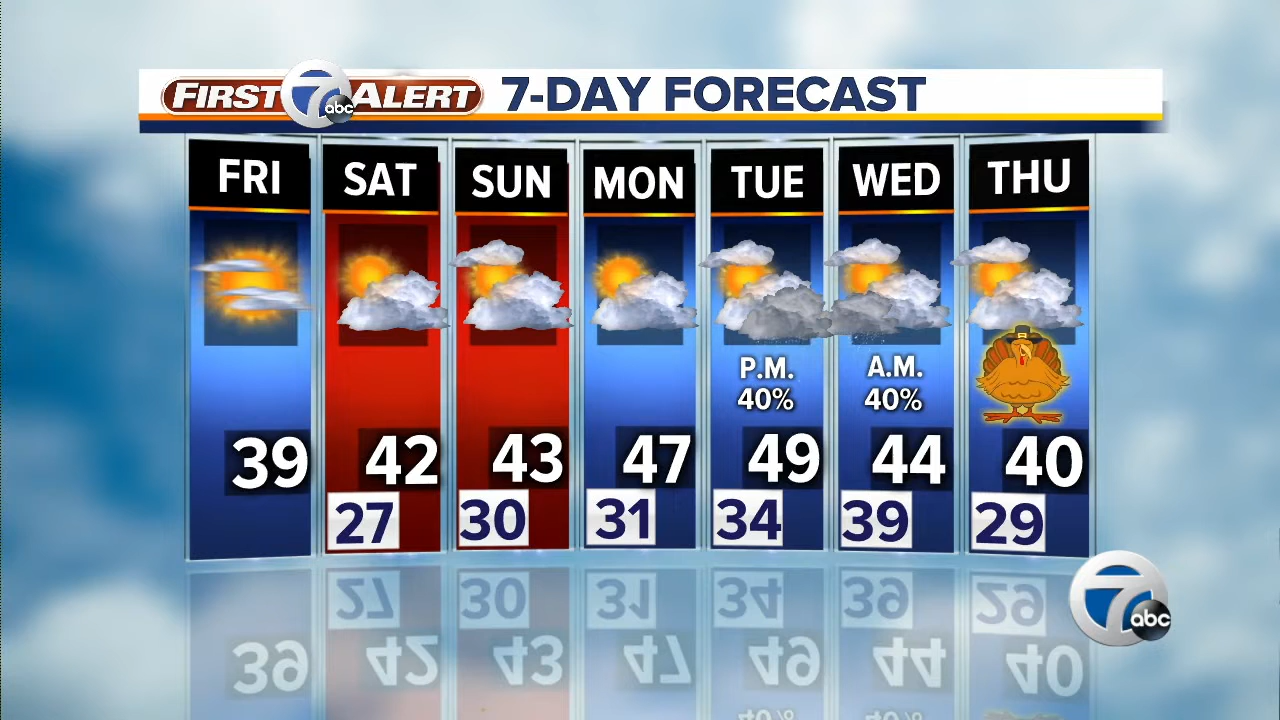 FIRST 7 abc ALERT 7-DAY FORECAST
FRI SAT SUN MON TUE WED THU
P.M. A.M.
40% 40%
39 42 43 47 49 44 40
27 30 31 34 39 29
7 abc